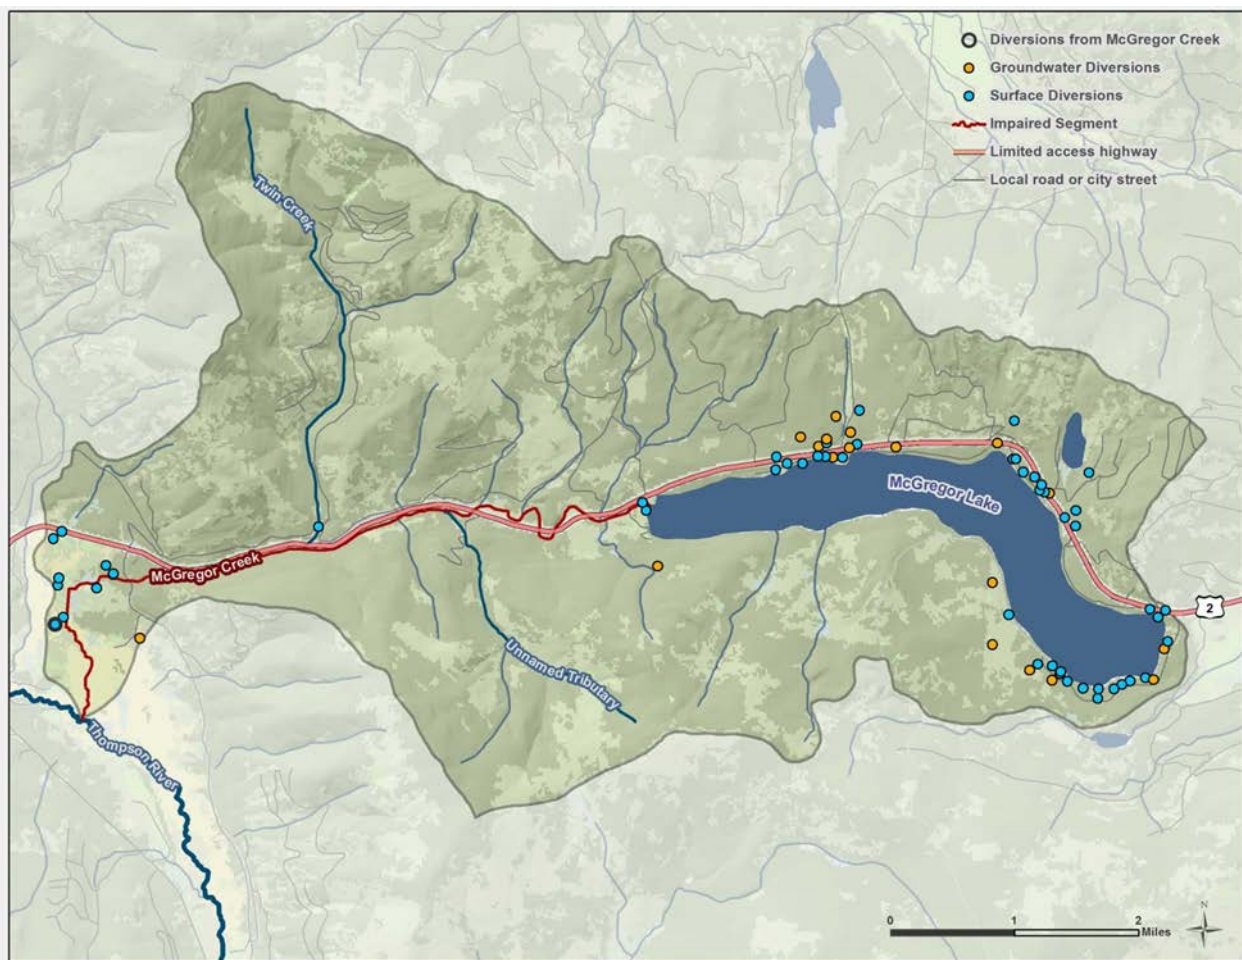 Diversions from McGregor Creek
Groundwater Diversions
Surface Diversions
Impaired Segment
Limited access highway
Local road or city street
Twin Creek
McGregor Lake
McGregor Creek
2
Unnamed Tributary
Thompson River
N
0 1 2
Miles